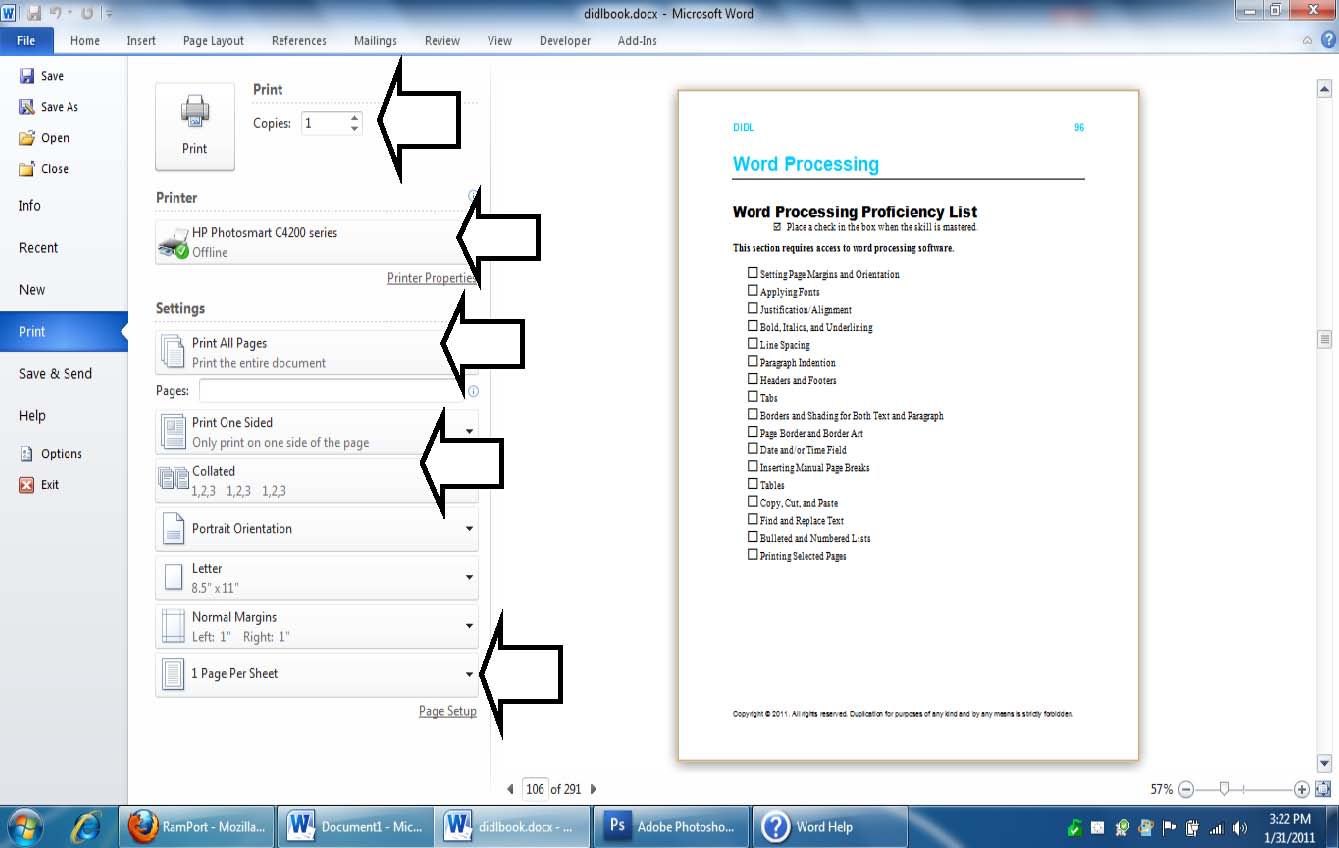 didlbook.docx - Microsoft Word
File Home Insert Page Layout References Mailings Review View Developer Add-Ins
Save
Save As
Open
Close
Info
Recent
New
Print
Save & Send
Help
Options
Exit
Print
Print
Copies: 1
Printer
HP Photosmart C4200 series
Offline
Printer Properties
Settings
Print All Pages
Print the entire document
Pages:
Print One Sided
Only print on one side of the page
Collated
1,2,3 1,2,3 1,2,3
Portrait Orientation
Letter
8.5" x 11"
Normal Margins
Left: 1" Right: 1"
1 Page Per Sheet
Page Setup
DIDL 96
Word Processing
Word Processing Proficiency List
Place a check in the box when the skill is mastered.
This section requires access to word processing software.
Setting Page Margins and Orientation
Applying Fonts
Justification/Alignment
Bold, Italics, and Underlining
Line Spacing
Paragraph Indention
Headers and Footers
Tabs
Borders and Shading for Both Text and Paragraph
Page Border and Border Art
Date and/or Time Field
Inserting Manual Page Breaks
Tables
Copy, Cut, and Paste
Find and Replace Text
Bulleted and Numbered Lists
Printing Selected Pages
Copyright © 2011. All rights reserved. Duplication for purposes of any kind and by any means is strictly forbidden.
106 of 291
57%
RamPort - Mozilla... Document1 - Mic... didlbook.docx - ... Ps Adobe Photosho... Word Help
3:22 PM
1/31/2011